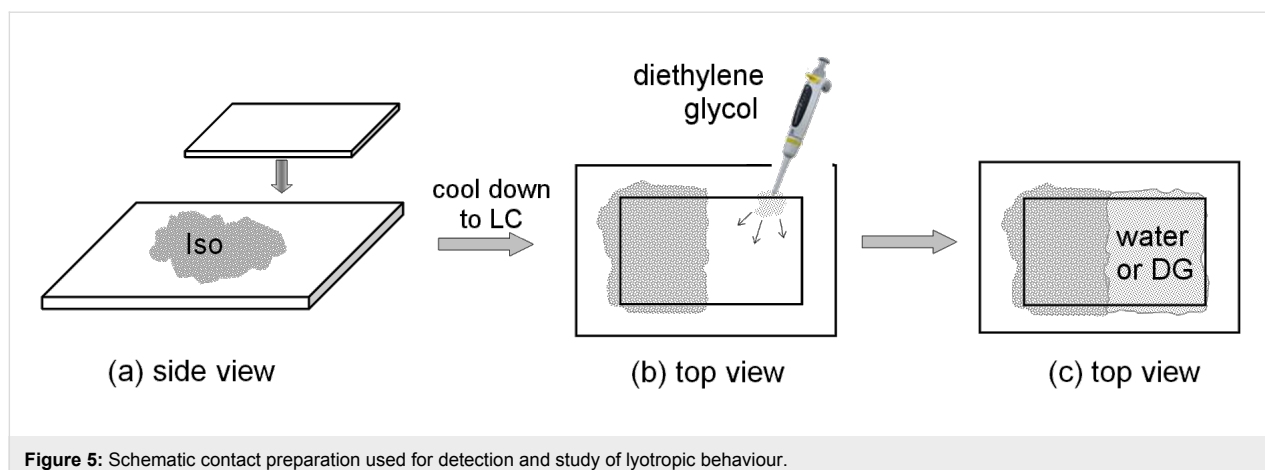 diethylene
glycol
cool down
to LC
Iso
water
or DG
(a) side view
(b) top view
(c) top view
Figure 5: Schematic contact preparation used for detection and study of lyotropic behaviour.